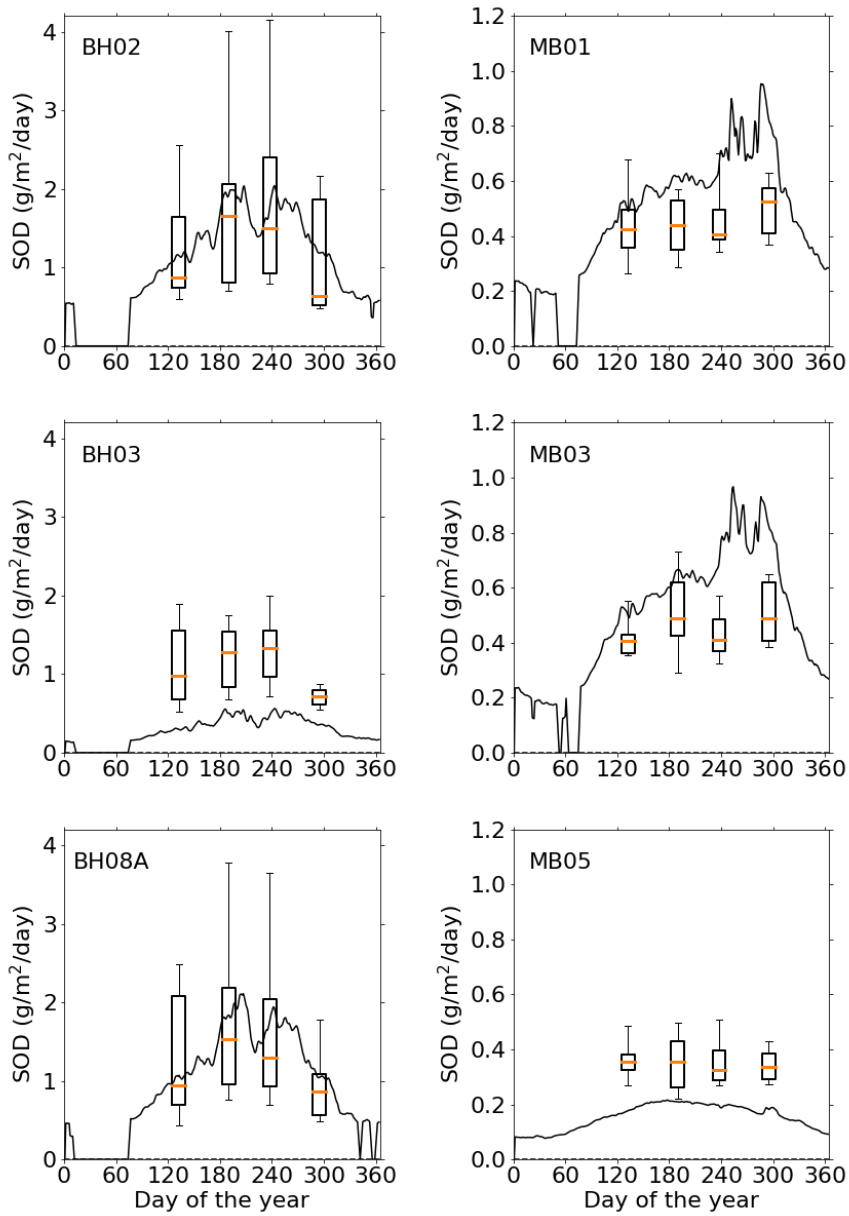 BH02
SOD (g/m²/day)
4
3
2
1
0
0 60 120 180 240 300 360
MB01
SOD (g/m²/day)
1.2
1.0
0.8
0.6
0.4
0.2
0.0
0 60 120 180 240 300 360
BH03
SOD (g/m²/day)
4
3
2
1
0
0 60 120 180 240 300 360
MB03
SOD (g/m²/day)
1.2
1.0
0.8
0.6
0.4
0.2
0.0
0 60 120 180 240 300 360
BH08A
SOD (g/m²/day)
4
3
2
1
0
0 60 120 180 240 300 360
Day of the year
MB05
SOD (g/m²/day)
1.2
1.0
0.8
0.6
0.4
0.2
0.0
0 60 120 180 240 300 360
Day of the year